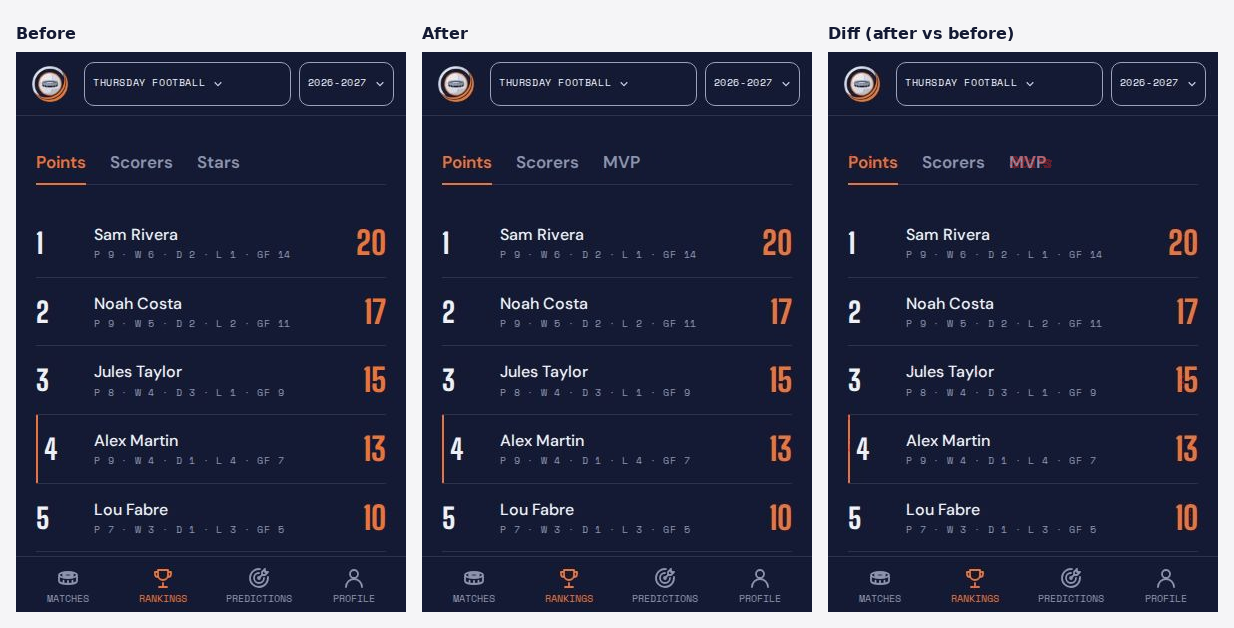 Before
THURSDAY FOOTBALL
2026-2027
Points Scorers Stars
1 Sam Rivera 20
P 9 · W 6 · D 2 · L 1 · GF 14
2 Noah Costa 17
P 9 · W 5 · D 2 · L 2 · GF 11
3 Jules Taylor 15
P 8 · W 4 · D 3 · L 1 · GF 9
4 Alex Martin 13
P 9 · W 4 · D 1 · L 4 · GF 7
5 Lou Fabre 10
P 7 · W 3 · D 1 · L 3 · GF 5
MATCHES RANKINGS PREDICTIONS PROFILE
After
THURSDAY FOOTBALL
2026-2027
Points Scorers MVP
1 Sam Rivera 20
P 9 · W 6 · D 2 · L 1 · GF 14
2 Noah Costa 17
P 9 · W 5 · D 2 · L 2 · GF 11
3 Jules Taylor 15
P 8 · W 4 · D 3 · L 1 · GF 9
4 Alex Martin 13
P 9 · W 4 · D 1 · L 4 · GF 7
5 Lou Fabre 10
P 7 · W 3 · D 1 · L 3 · GF 5
MATCHES RANKINGS PREDICTIONS PROFILE
Diff (after vs before)
THURSDAY FOOTBALL
2026-2027
Points Scorers MVP
1 Sam Rivera 20
P 9 · W 6 · D 2 · L 1 · GF 14
2 Noah Costa 17
P 9 · W 5 · D 2 · L 2 · GF 11
3 Jules Taylor 15
P 8 · W 4 · D 3 · L 1 · GF 9
4 Alex Martin 13
P 9 · W 4 · D 1 · L 4 · GF 7
5 Lou Fabre 10
P 7 · W 3 · D 1 · L 3 · GF 5
MATCHES RANKINGS PREDICTIONS PROFILE